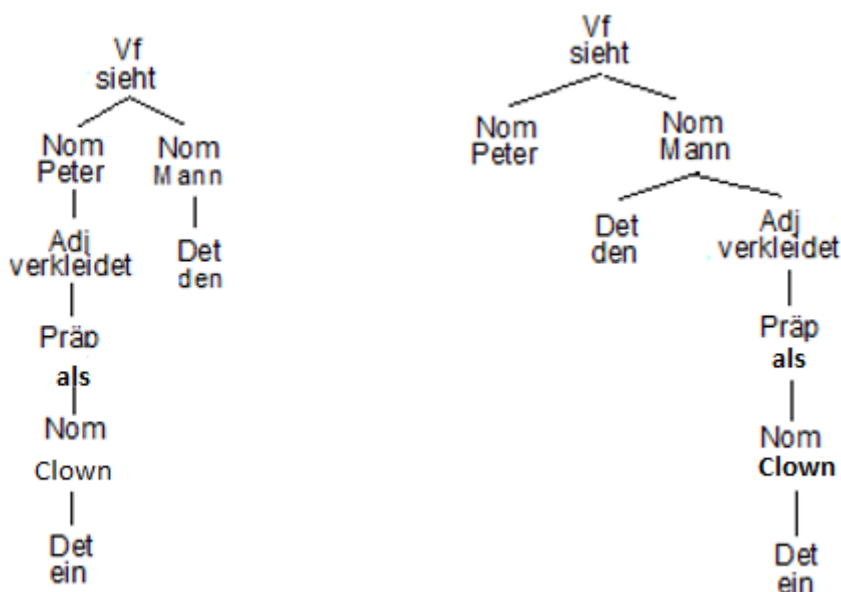 Vf
sieht
Nom
Peter
Nom
Mann
Adj
verkleidet
Det
den
Präp
als
Nom
Clown
Det
ein
Vf
sieht
Nom
Peter
Nom
Mann
Det
den
Adj
verkleidet
Präp
als
Nom
Clown
Det
ein